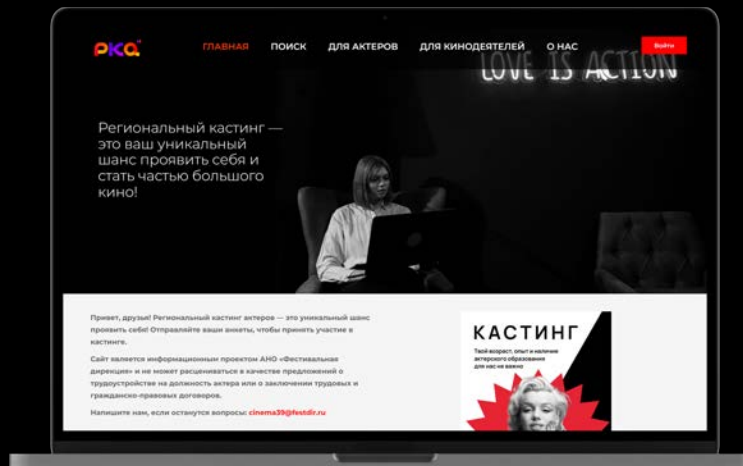 РКА
ГЛАВНАЯ ПОИСК ДЛЯ АКТЕРОВ ДЛЯ КИНОДЕЯТЕЛЕЙ О НАС Войти
LOVE IS ACTION
Региональный кастинг —
это ваш уникальный
шанс проявить себя и
стать частью большого
кино!
Привет, друзья! Региональный кастинг актеров — это уникальный шанс
проявить себя! Отправляйте ваши анкеты, чтобы принять участие в
кастинге.
Сайт является информационным проектом АНО «Фестивальная
дирекция» и не может расцениваться в качестве предложений о
трудоустройстве на должность актера или о заключении трудовых и
гражданско-правовых договоров.
Напишите нам, если останутся вопросы: cinema39@festdir.ru
КАСТИНГ
Твой возраст, опыт и наличие
актерского образования
для нас не важно